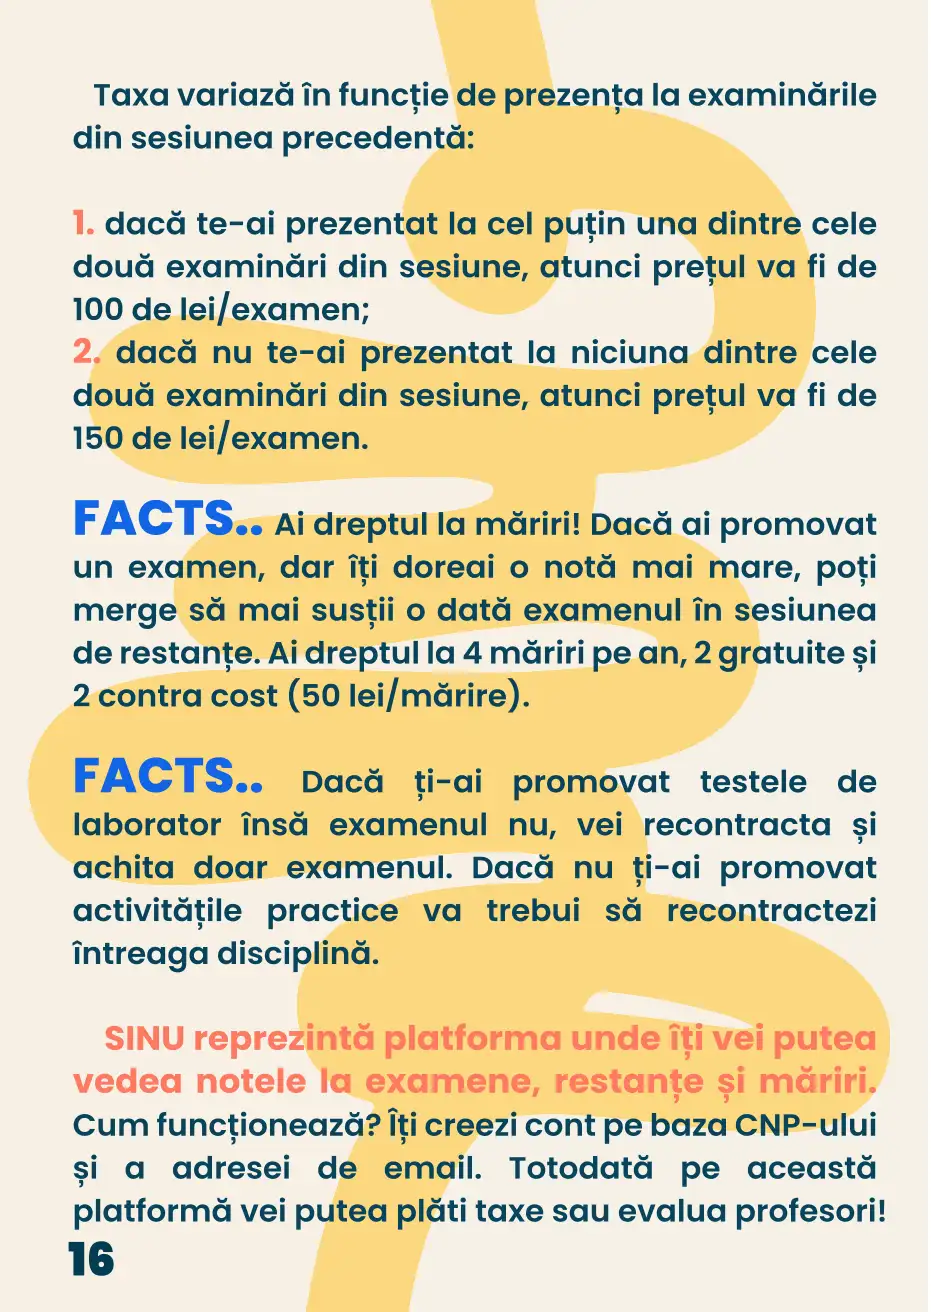 Taxa variază în funcție de prezența la examinările
din sesiunea precedentă:
1. dacă te-ai prezentat la cel puțin una dintre cele
două examinări din sesiune, atunci prețul va fi de
100 de lei/examen;
2. dacă nu te-ai prezentat la niciuna dintre cele
două examinări din sesiune, atunci prețul va fi de
150 de lei/examen.
FACTS.. Ai dreptul la măriri! Dacă ai promovat
un examen, dar îți doreai o notă mai mare, poți
merge să mai susții o dată examenul în sesiunea
de restanțe. Ai dreptul la 4 măriri pe an, 2 gratuite și
2 contra cost (50 lei/mărire).
FACTS.. Dacă ți-ai promovat testele de
laborator însă examenul nu, vei recontracta și
achita doar examenul. Dacă nu ți-ai promovat
activitățile practice va trebui să recontractezi
întreaga disciplină.
SINU reprezintă platforma unde îți vei putea
vedea notele la examene, restanțe și măriri.
Cum funcționează? Îți creezi cont pe baza CNP-ului
și a adresei de email. Totodată pe această
platformă vei putea plăti taxe sau evalua profesori!
16